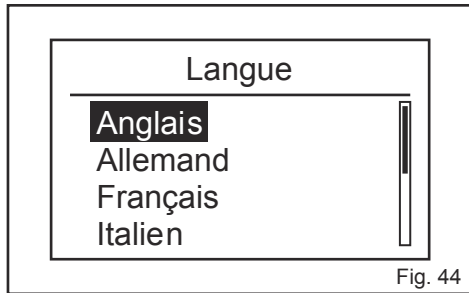 Langue
Anglais
Allemand
Français
Italien
Fig. 44